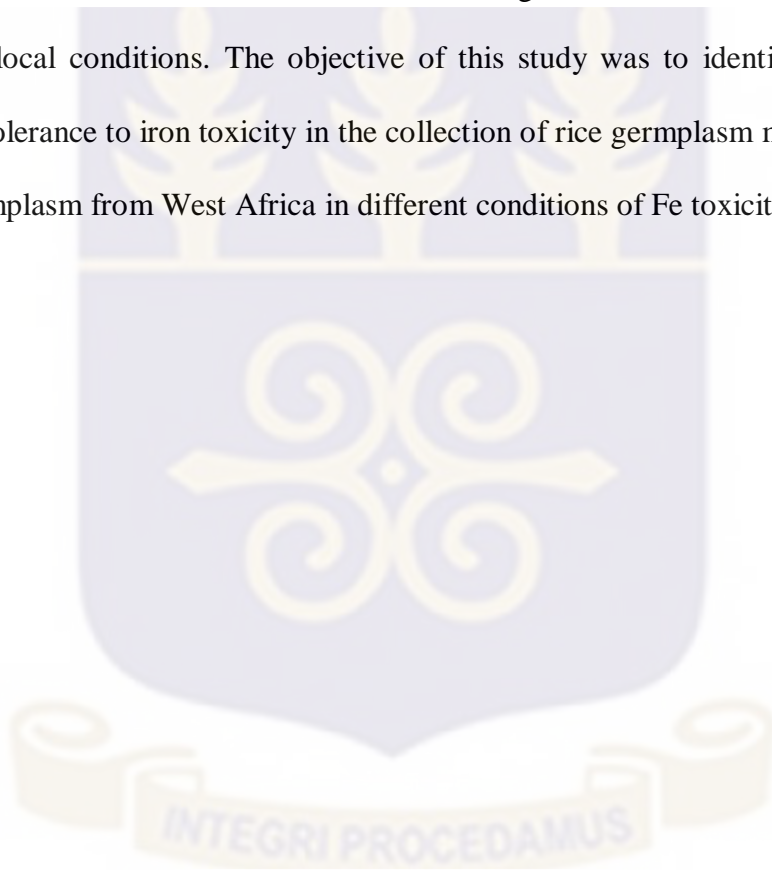 local conditions. The objective of this study was to identi
olerance to iron toxicity in the collection of rice germplasm
nplasm from West Africa in different conditions of Fe toxicit
INTEGRI PROCEDAMUS